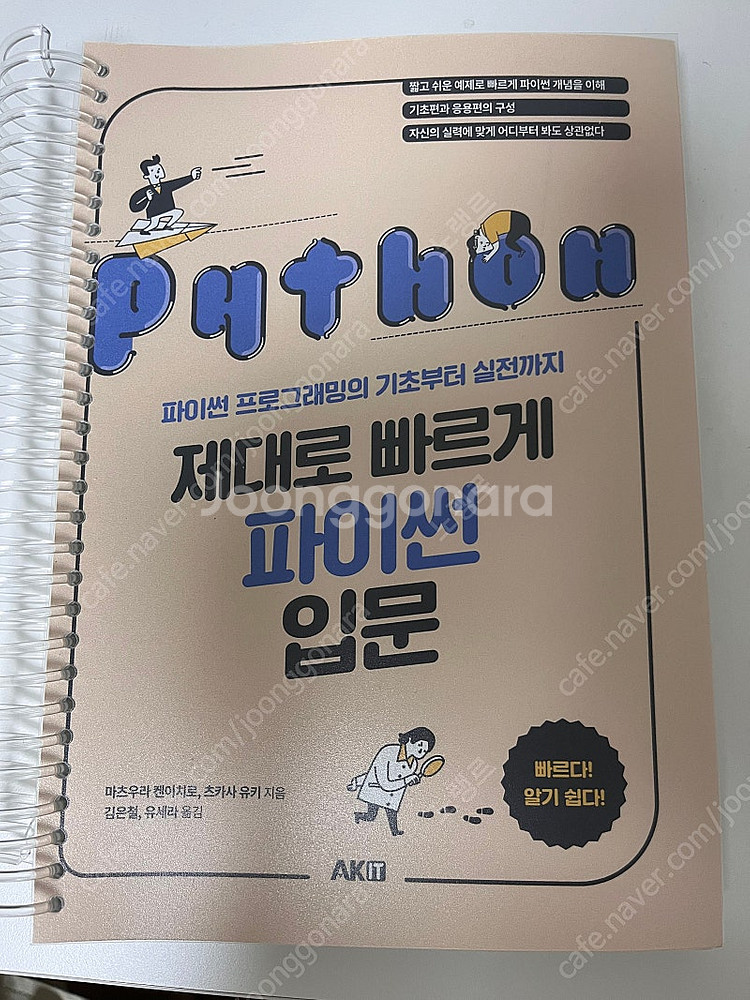 짧고 쉬운 예제로 빠르게 파이썬 개념을 이해
기초편과 응용편의 구성
자신의 실력에 맞게 어디부터 봐도 상관없다
Python
파이썬 프로그래밍의 기초부터 실전까지
제대로 빠르게
Joonggonara
파이썬
입문
마츠우라 켄이치로, 츠카사 유키 지음
김은철, 유세라 옮김
빠르다!
알기 쉽다!
AK IT
cafe.naver.com/joonggonara